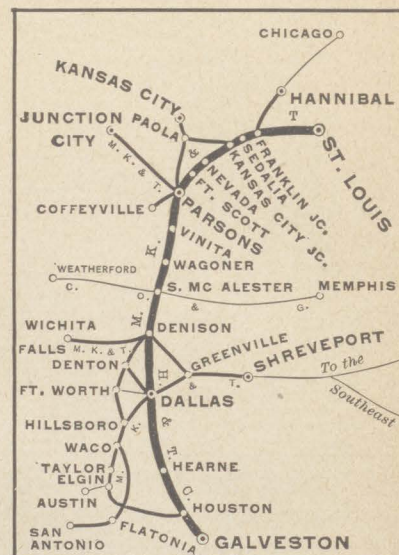 CHICAGO
KANSAS CITY
HANNIBAL
JUNCTION CITY
PAOLA
T
ST. LOUIS
M. K. & T.
&
FRANKLIN JC.
SEDALIA
KANSAS CITY JC.
NEVADA
FT. SCOTT
PARSONS
COFFEYVILLE
VINITA
K.
WAGONER
WEATHERFORD
C.
O.
S. MC ALESTER
&
G.
MEMPHIS
M.
WICHITA FALLS
M. K. & T.
DENISON
GREENVILLE
DENTON
H.
&
T.
SHREVEPORT
To the Southeast
FT. WORTH
DALLAS
HILLSBORO
K.
&
WACO
T.
TAYLOR
M.
HEARNE
ELGIN
C.
AUSTIN
HOUSTON
SAN ANTONIO
FLATONIA
GALVESTON